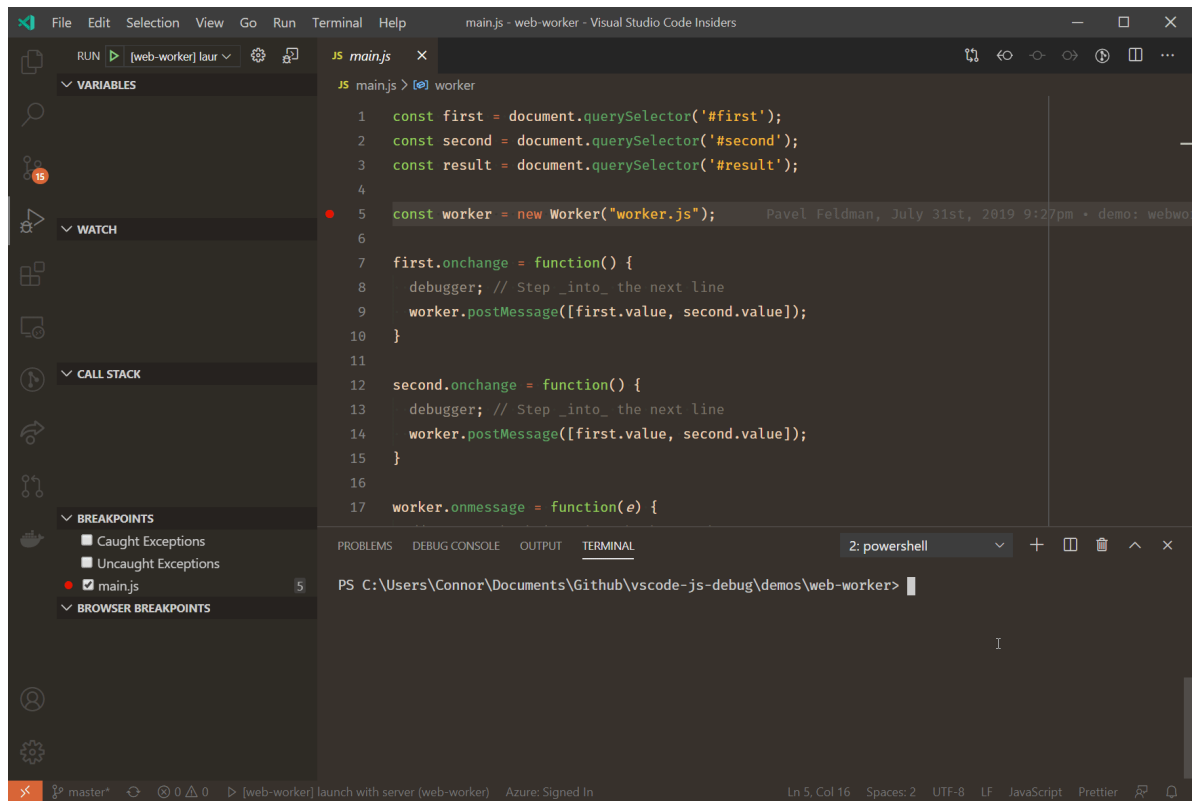 File Edit Selection View Go Run Terminal Help main.js - web-worker - Visual Studio Code Insiders
RUN [web-worker] laur
JS main.js
VARIABLES
JS main.js > worker
1 const first = document.querySelector('#first');
2 const second = document.querySelector('#second');
3 const result = document.querySelector('#result');
4
5 const worker = new Worker("worker.js"); Pavel Feldman, July 31st, 2019 9:27pm • demo: webwo
6
7 first.onchange = function() {
8 debugger; // Step _into_ the next line
9 worker.postMessage([first.value, second.value]);
10 }
11
12 second.onchange = function() {
13 debugger; // Step _into_ the next line
14 worker.postMessage([first.value, second.value]);
15 }
16
17 worker.onmessage = function(e) {
15
WATCH
CALL STACK
BREAKPOINTS
Caught Exceptions
Uncaught Exceptions
main.js 5
BROWSER BREAKPOINTS
PROBLEMS DEBUG CONSOLE OUTPUT TERMINAL 2: powershell
PS C:\Users\Connor\Documents\Github\vscode-js-debug\demos\web-worker>
master* 0 0 [web-worker] launch with server (web-worker) Azure: Signed In Ln 5, Col 16 Spaces: 2 UTF-8 LF JavaScript Prettier